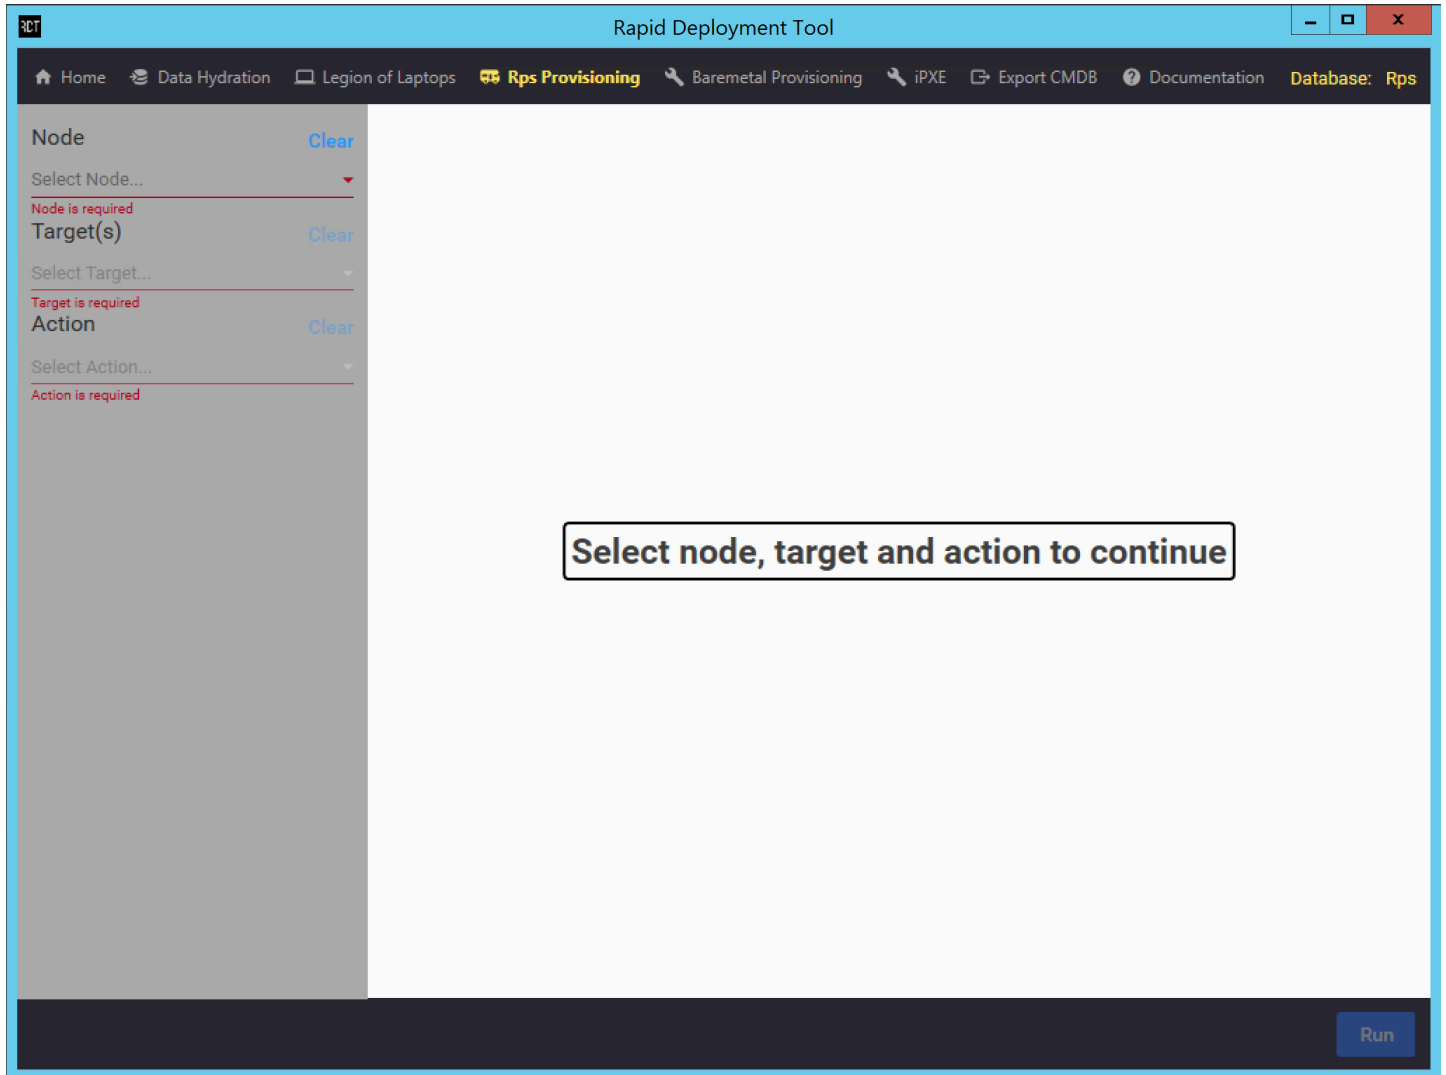 RCT
Rapid Deployment Tool
Home Data Hydration Legion of Laptops Rps Provisioning Baremetal Provisioning iPXE Export CMDB Documentation Database: Rps
Node Clear
Select Node...
Node is required
Target(s) Clear
Select Target...
Target is required
Action Clear
Select Action...
Action is required
Select node, target and action to continue
Run